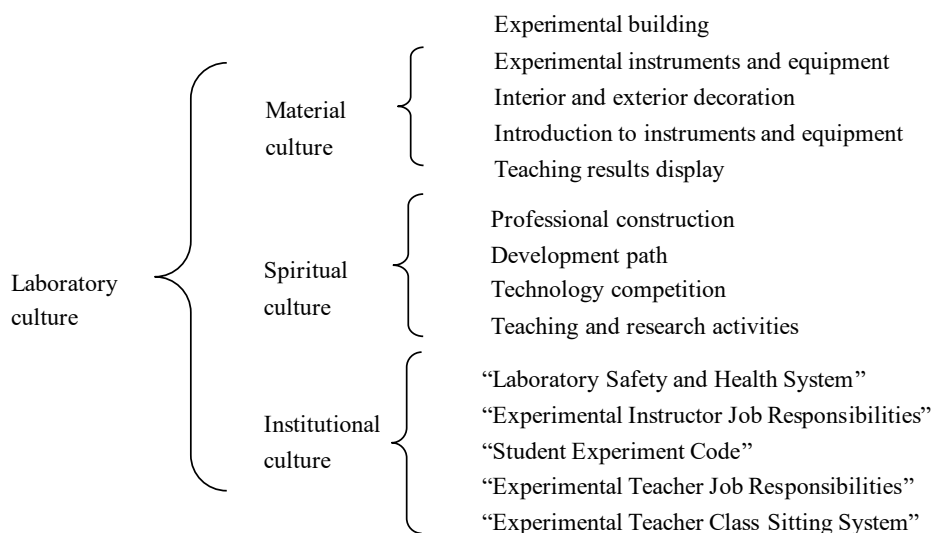 Laboratory
culture
Material
culture
Experimental building
Experimental instruments and equipment
Interior and exterior decoration
Introduction to instruments and equipment
Teaching results display
Spiritual
culture
Professional construction
Development path
Technology competition
Teaching and research activities
Institutional
culture
“Laboratory Safety and Health System”
“Experimental Instructor Job Responsibilities”
“Student Experiment Code”
“Experimental Teacher Job Responsibilities”
“Experimental Teacher Class Sitting System”